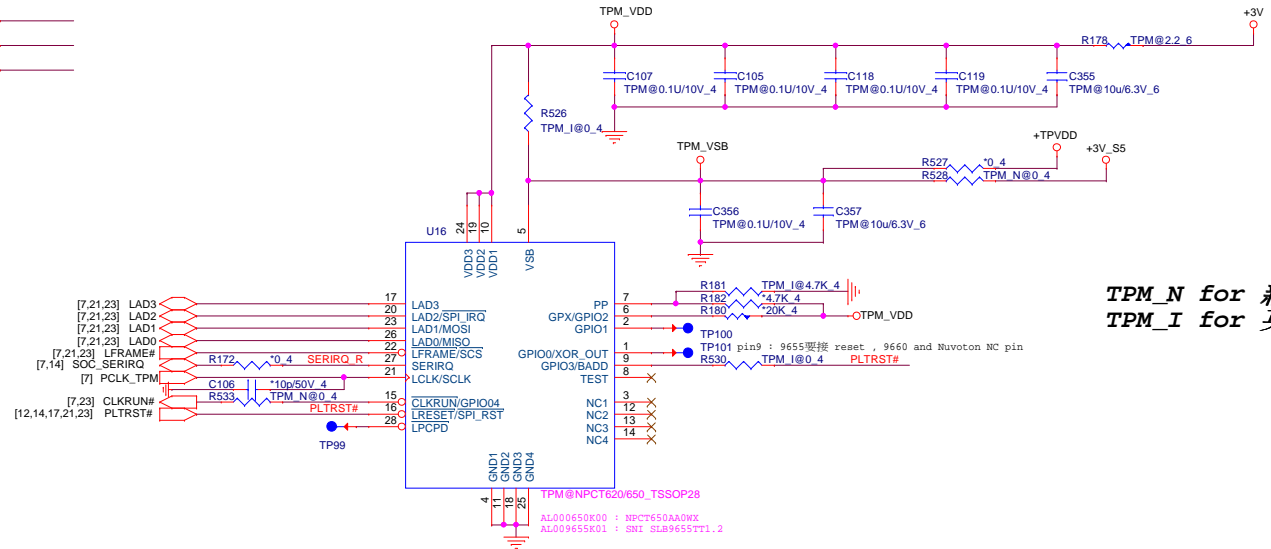 TPM_VDD
+3V
R178 TPM@2.2_6
C107 TPM@0.1U/10V_4
C105 TPM@0.1U/10V_4
C118 TPM@0.1U/10V_4
C119 TPM@0.1U/10V_4
C355 TPM@10u/6.3V_6
R526
TPM_I@0_4
TPM_VSB
+TPVDD
+3V_S5
R527 *0_4
R528 TPM_N@0_4
C356
TPM@0.1U/10V_4
C357
TPM@10u/6.3V_6
U16
24 19 10 5
VDD3 VDD2 VDD1 VSB
[7,21,23] LAD3 17 LAD3
[7,21,23] LAD2 20 LAD2/SPI_IRQ
[7,21,23] LAD1 23 LAD1/MOSI
[7,21,23] LAD0 26 LAD0/MISO
[7,21,23] LFRAME# 22 LFRAME/SCS
[7,14] SOC_SERIRQ R172 *0_4 SERIRQ_R 27 SERIRQ
[7] PCLK_TPM 21 LCLK/SCLK
C106 *10p/50V_4
[7,23] CLKRUN# R533 TPM_N@0_4 15 CLKRUN/GPIO04
[12,14,17,21,23] PLTRST# PLTRST# 16 LRESET/SPI_RST
TP99 28 LPCPD
PP 7 R181 TPM_I@4.7K_4
R182 *4.7K_4
GPX/GPIO2 6 R180 *20K_4 TPM_VDD
GPIO1 2 TP100
GPIO0/XOR_OUT 1 TP101 pin9 : 9655要接 reset , 9660 and Nuvoton NC pin
GPIO3/BADD 9 R530 TPM_I@0_4 PLTRST#
TEST 8
NC1 3
NC2 12
NC3 13
NC4 14
GND1 GND2 GND3 GND4
4 11 18 25
TPM@NPCT620/650_TSSOP28
AL000650K00 : NPCT650AA0WX
AL009655K01 : SNI SLB9655TT1.2
TPM_N for
TPM_I for